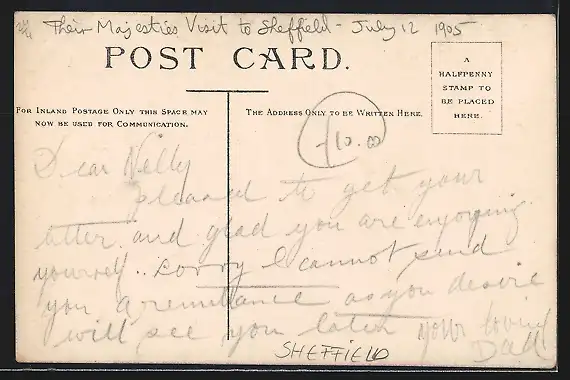 Their Majesties Visit to Sheffield - July 12 1905
POST CARD.
A
HALFPENNY
STAMP TO
BE PLACED
HERE.
FOR INLAND POSTAGE ONLY THIS SPACE MAY
NOW BE USED FOR COMMUNICATION.
THE ADDRESS ONLY TO BE WRITTEN HERE.
£10.00
Dear Nelly
pleased to get your
letter and glad you are enjoying
yourself.. sorry I cannot send
you a remittance as you desire
will see you later your loving
Dad
SHEFFIELD